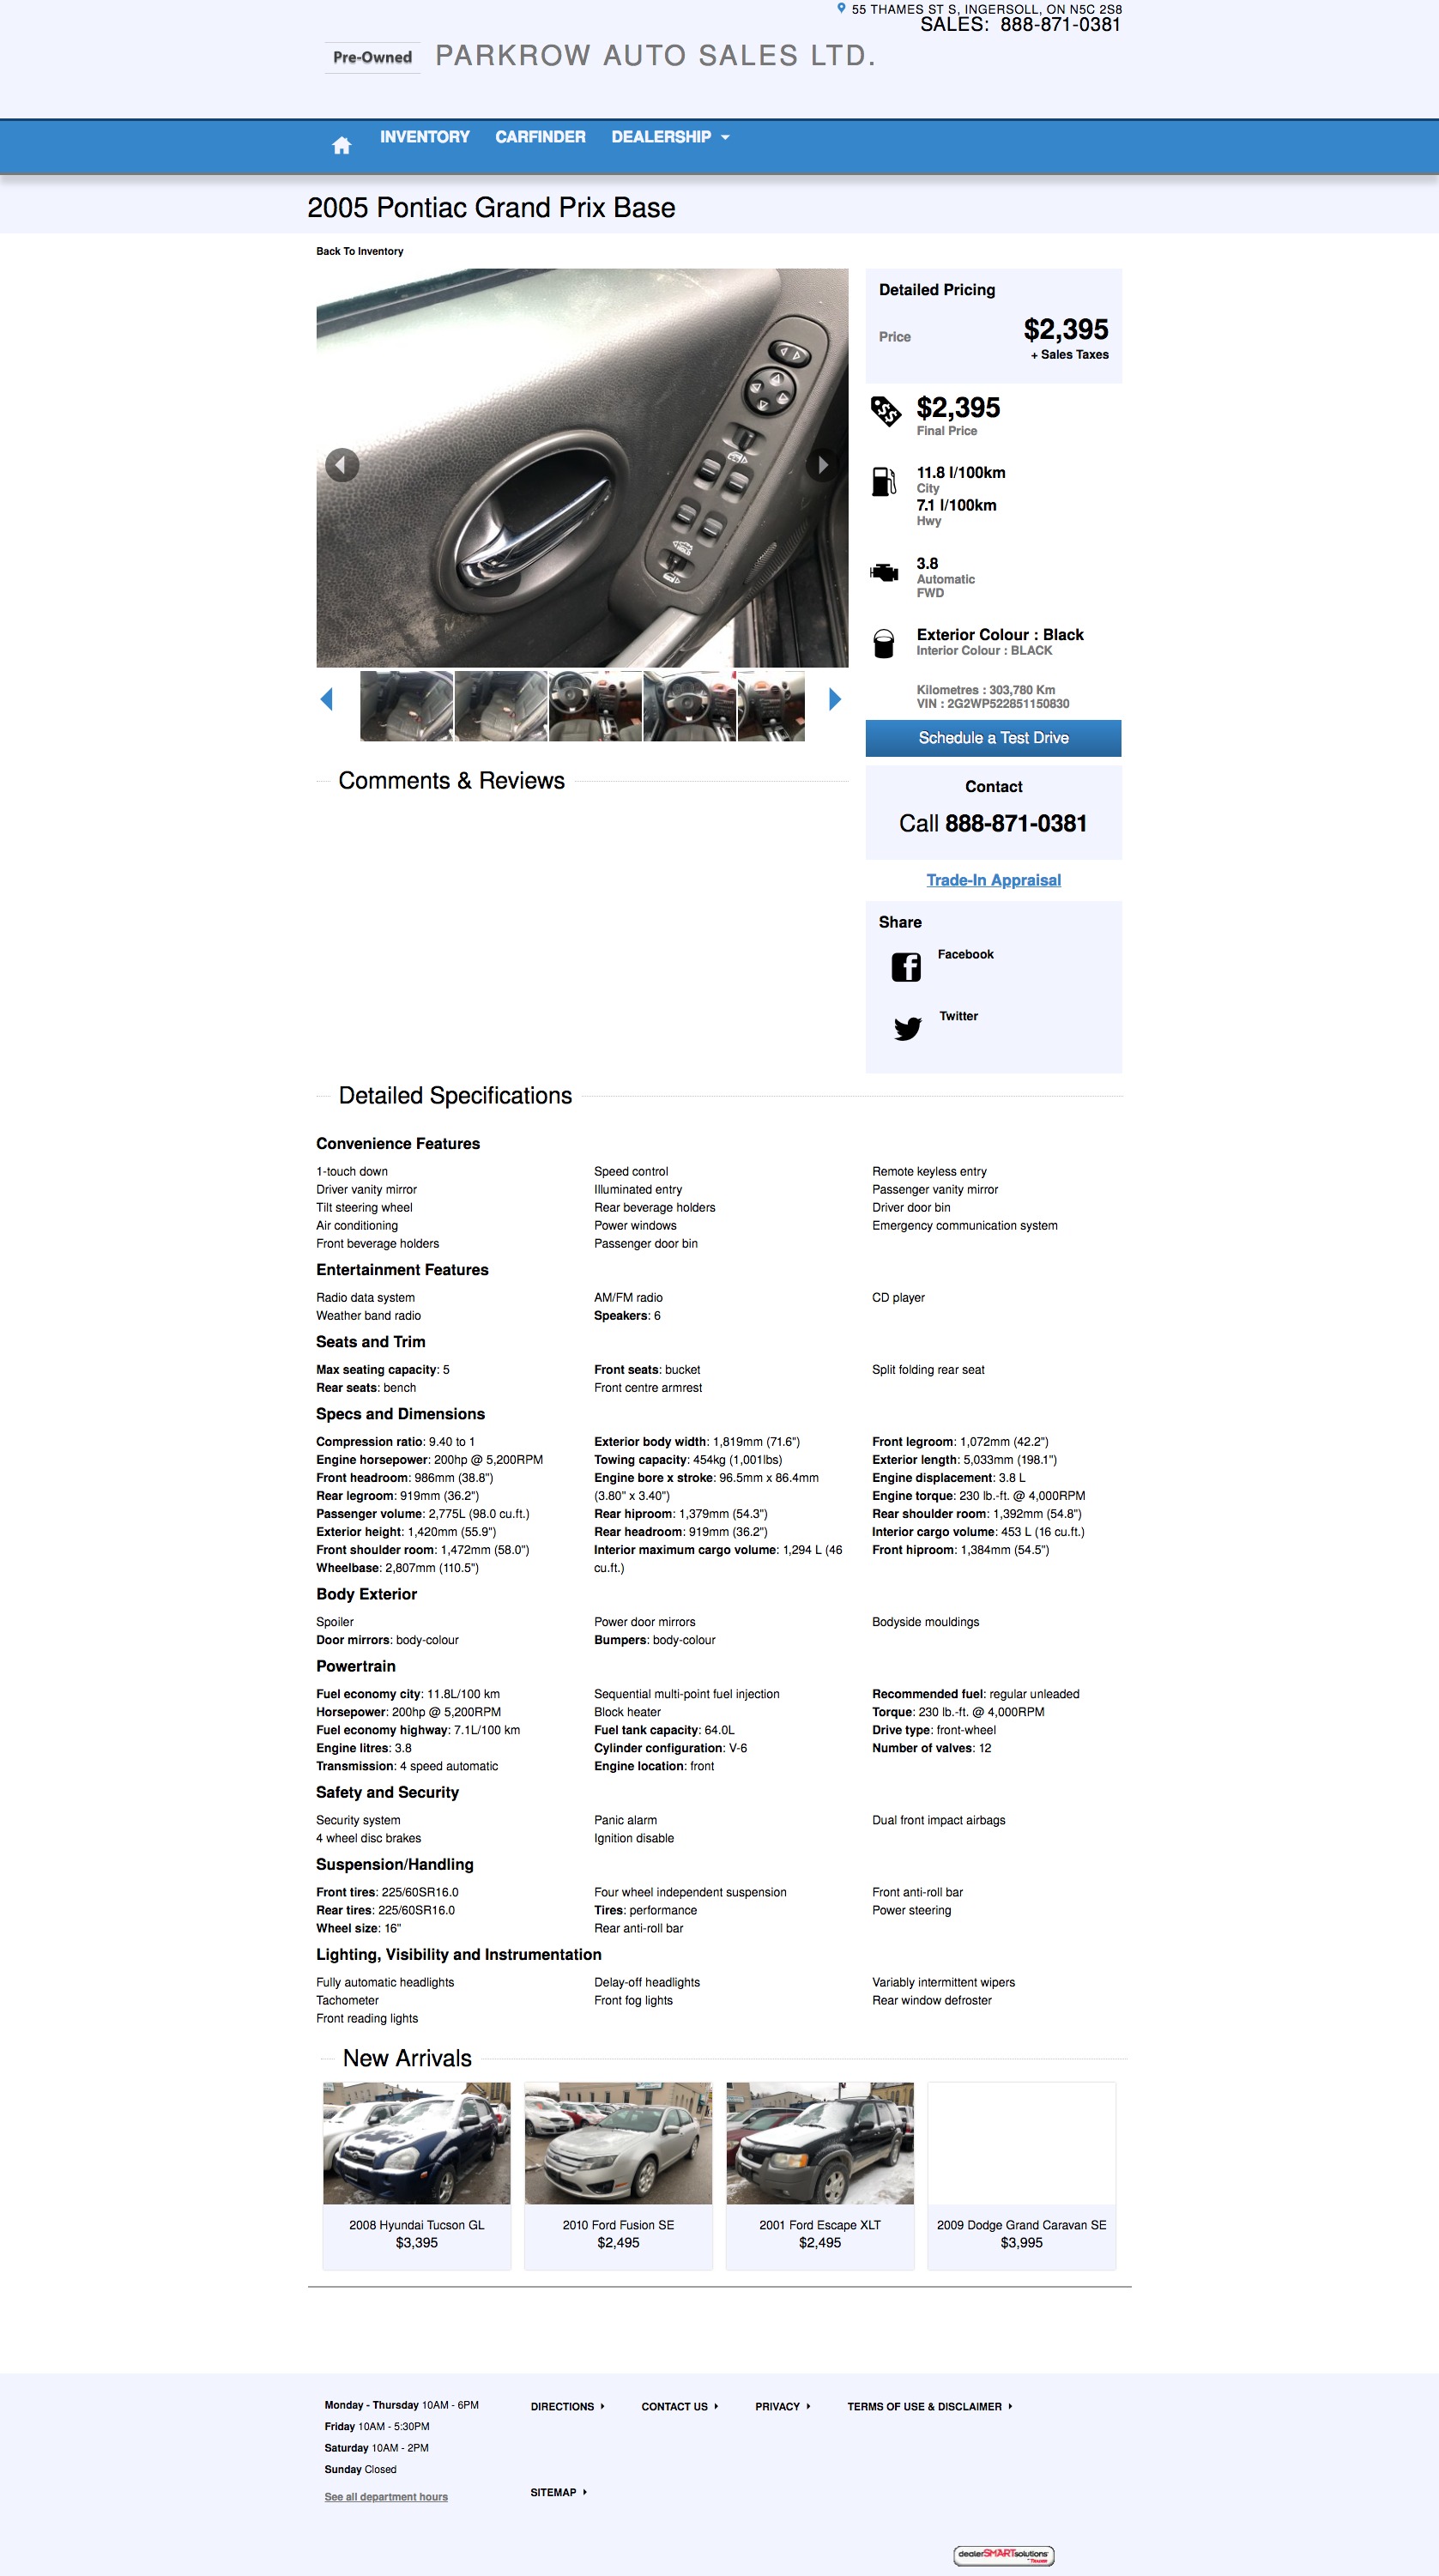 55 THAMES ST S, INGERSOLL, ON N5C 2S8
SALES: 888-871-0381
Pre-Owned
PARKROW AUTO SALES LTD.
INVENTORY CARFINDER DEALERSHIP
2005 Pontiac Grand Prix Base
Back To Inventory
Detailed Pricing
Price $2,395
+ Sales Taxes
$2,395
Final Price
11.8 l/100km
City
7.1 l/100km
Hwy
3.8
Automatic
FWD
Exterior Colour : Black
Interior Colour : BLACK
Kilometres : 303,780 Km
VIN : 2G2WP522851150830
Schedule a Test Drive
Comments & Reviews
Contact
Call 888-871-0381
Trade-In Appraisal
Share
Facebook
Twitter
Detailed Specifications
Convenience Features
1-touch down Speed control Remote keyless entry
Driver vanity mirror Illuminated entry Passenger vanity mirror
Tilt steering wheel Rear beverage holders Driver door bin
Air conditioning Power windows Emergency communication system
Front beverage holders Passenger door bin
Entertainment Features
Radio data system AM/FM radio CD player
Weather band radio Speakers: 6
Seats and Trim
Max seating capacity: 5 Front seats: bucket Split folding rear seat
Rear seats: bench Front centre armrest
Specs and Dimensions
Compression ratio: 9.40 to 1 Exterior body width: 1,819mm (71.6") Front legroom: 1,072mm (42.2")
Engine horsepower: 200hp @ 5,200RPM Towing capacity: 454kg (1,001lbs) Exterior length: 5,033mm (198.1")
Front headroom: 986mm (38.8") Engine bore x stroke: 96.5mm x 86.4mm Engine displacement: 3.8 L
Rear legroom: 919mm (36.2") (3.80" x 3.40") Engine torque: 230 lb.-ft. @ 4,000RPM
Passenger volume: 2,775L (98.0 cu.ft.) Rear hiproom: 1,379mm (54.3") Rear shoulder room: 1,392mm (54.8")
Exterior height: 1,420mm (55.9") Rear headroom: 919mm (36.2") Interior cargo volume: 453 L (16 cu.ft.)
Front shoulder room: 1,472mm (58.0") Interior maximum cargo volume: 1,294 L (46 Front hiproom: 1,384mm (54.5")
Wheelbase: 2,807mm (110.5") cu.ft.)
Body Exterior
Spoiler Power door mirrors Bodyside mouldings
Door mirrors: body-colour Bumpers: body-colour
Powertrain
Fuel economy city: 11.8L/100 km Sequential multi-point fuel injection Recommended fuel: regular unleaded
Horsepower: 200hp @ 5,200RPM Block heater Torque: 230 lb.-ft. @ 4,000RPM
Fuel economy highway: 7.1L/100 km Fuel tank capacity: 64.0L Drive type: front-wheel
Engine litres: 3.8 Cylinder configuration: V-6 Number of valves: 12
Transmission: 4 speed automatic Engine location: front
Safety and Security
Security system Panic alarm Dual front impact airbags
4 wheel disc brakes Ignition disable
Suspension/Handling
Front tires: 225/60SR16.0 Four wheel independent suspension Front anti-roll bar
Rear tires: 225/60SR16.0 Tires: performance Power steering
Wheel size: 16" Rear anti-roll bar
Lighting, Visibility and Instrumentation
Fully automatic headlights Delay-off headlights Variably intermittent wipers
Tachometer Front fog lights Rear window defroster
Front reading lights
New Arrivals
2008 Hyundai Tucson GL 2010 Ford Fusion SE 2001 Ford Escape XLT 2009 Dodge Grand Caravan SE
$3,395 $2,495 $2,495 $3,995
Monday - Thursday 10AM - 6PM DIRECTIONS CONTACT US PRIVACY TERMS OF USE & DISCLAIMER
Friday 10AM - 5:30PM
Saturday 10AM - 2PM
Sunday Closed
See all department hours SITEMAP
dealerSMARTsolutions